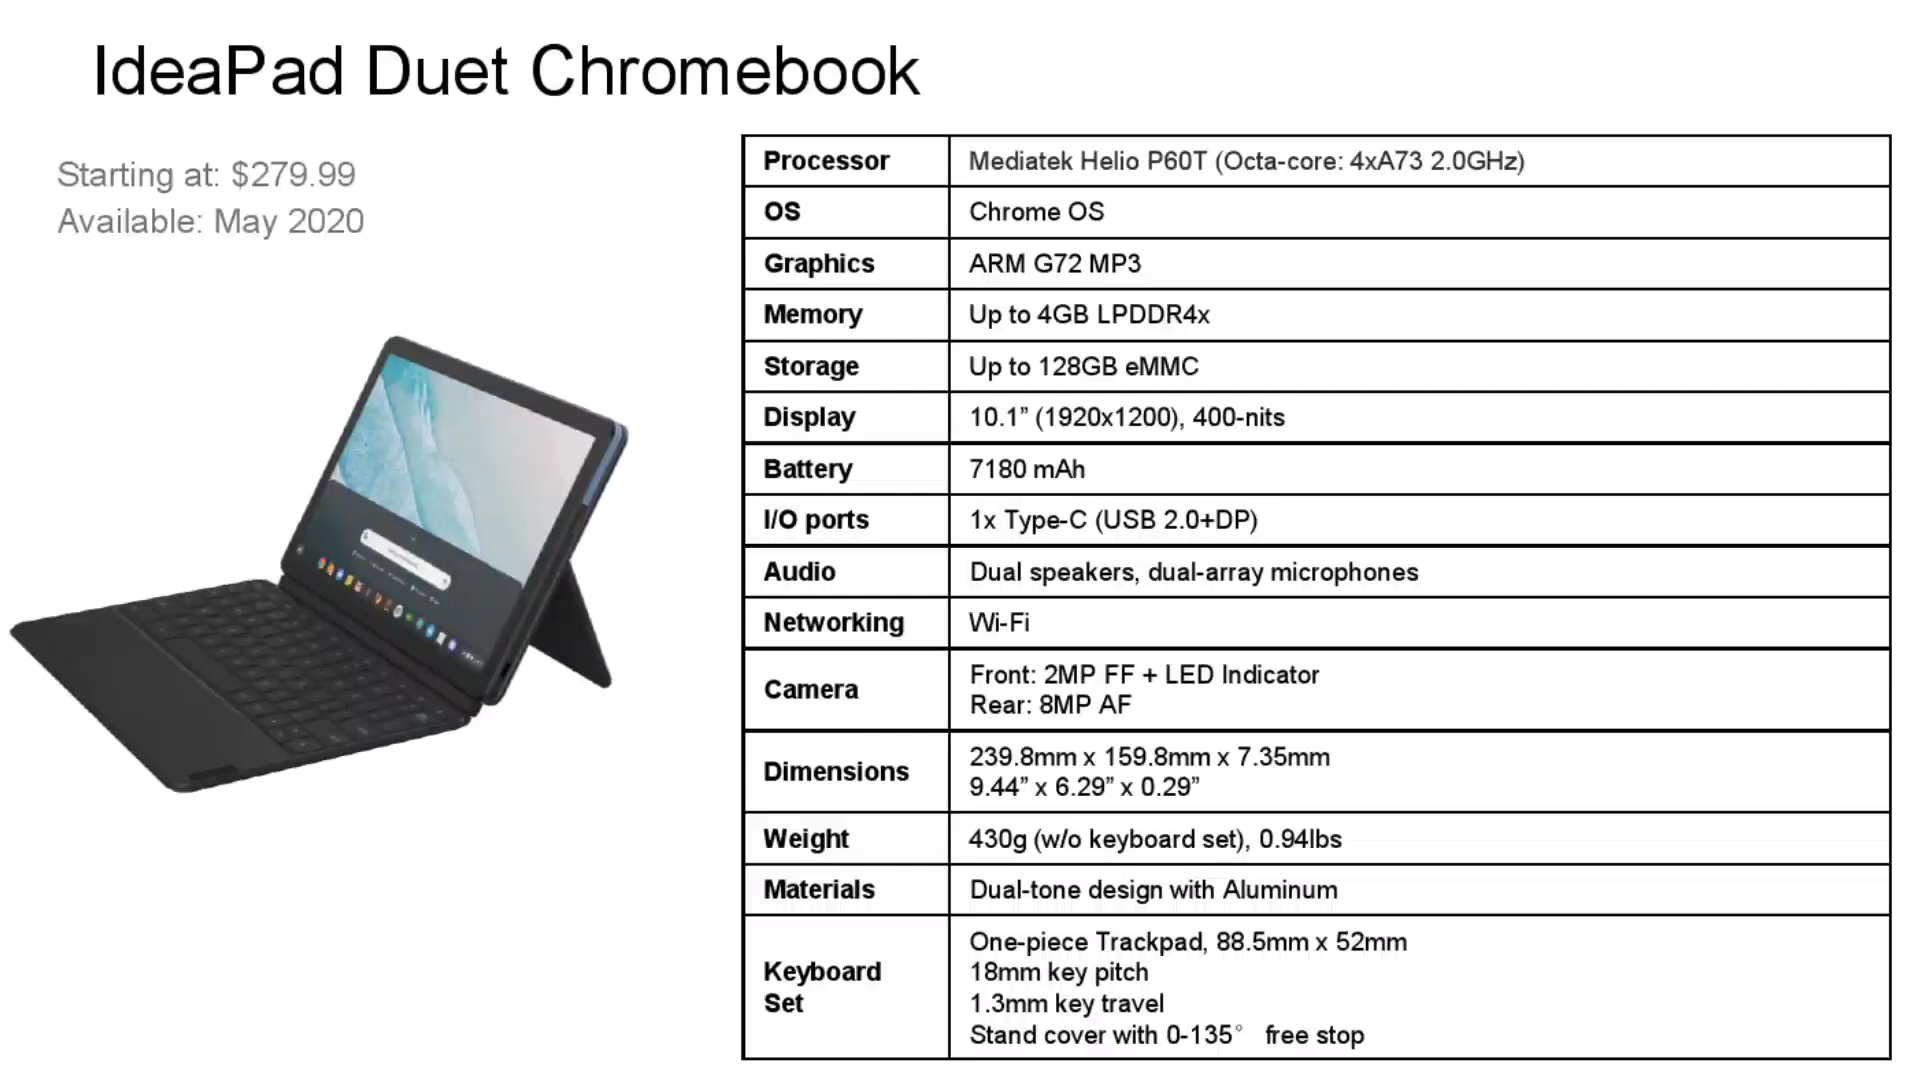 IdeaPad Duet Chromebook
Starting at: $279.99
Available: May 2020
Processor Mediatek Helio P60T (Octa-core: 4xA73 2.0GHz)
OS Chrome OS
Graphics ARM G72 MP3
Memory Up to 4GB LPDDR4x
Storage Up to 128GB eMMC
Display 10.1” (1920x1200), 400-nits
Battery 7180 mAh
I/O ports 1x Type-C (USB 2.0+DP)
Audio Dual speakers, dual-array microphones
Networking Wi-Fi
Camera Front: 2MP FF + LED Indicator
Rear: 8MP AF
Dimensions 239.8mm x 159.8mm x 7.35mm
9.44” x 6.29” x 0.29”
Weight 430g (w/o keyboard set), 0.94lbs
Materials Dual-tone design with Aluminum
Keyboard Set One-piece Trackpad, 88.5mm x 52mm
18mm key pitch
1.3mm key travel
Stand cover with 0-135° free stop